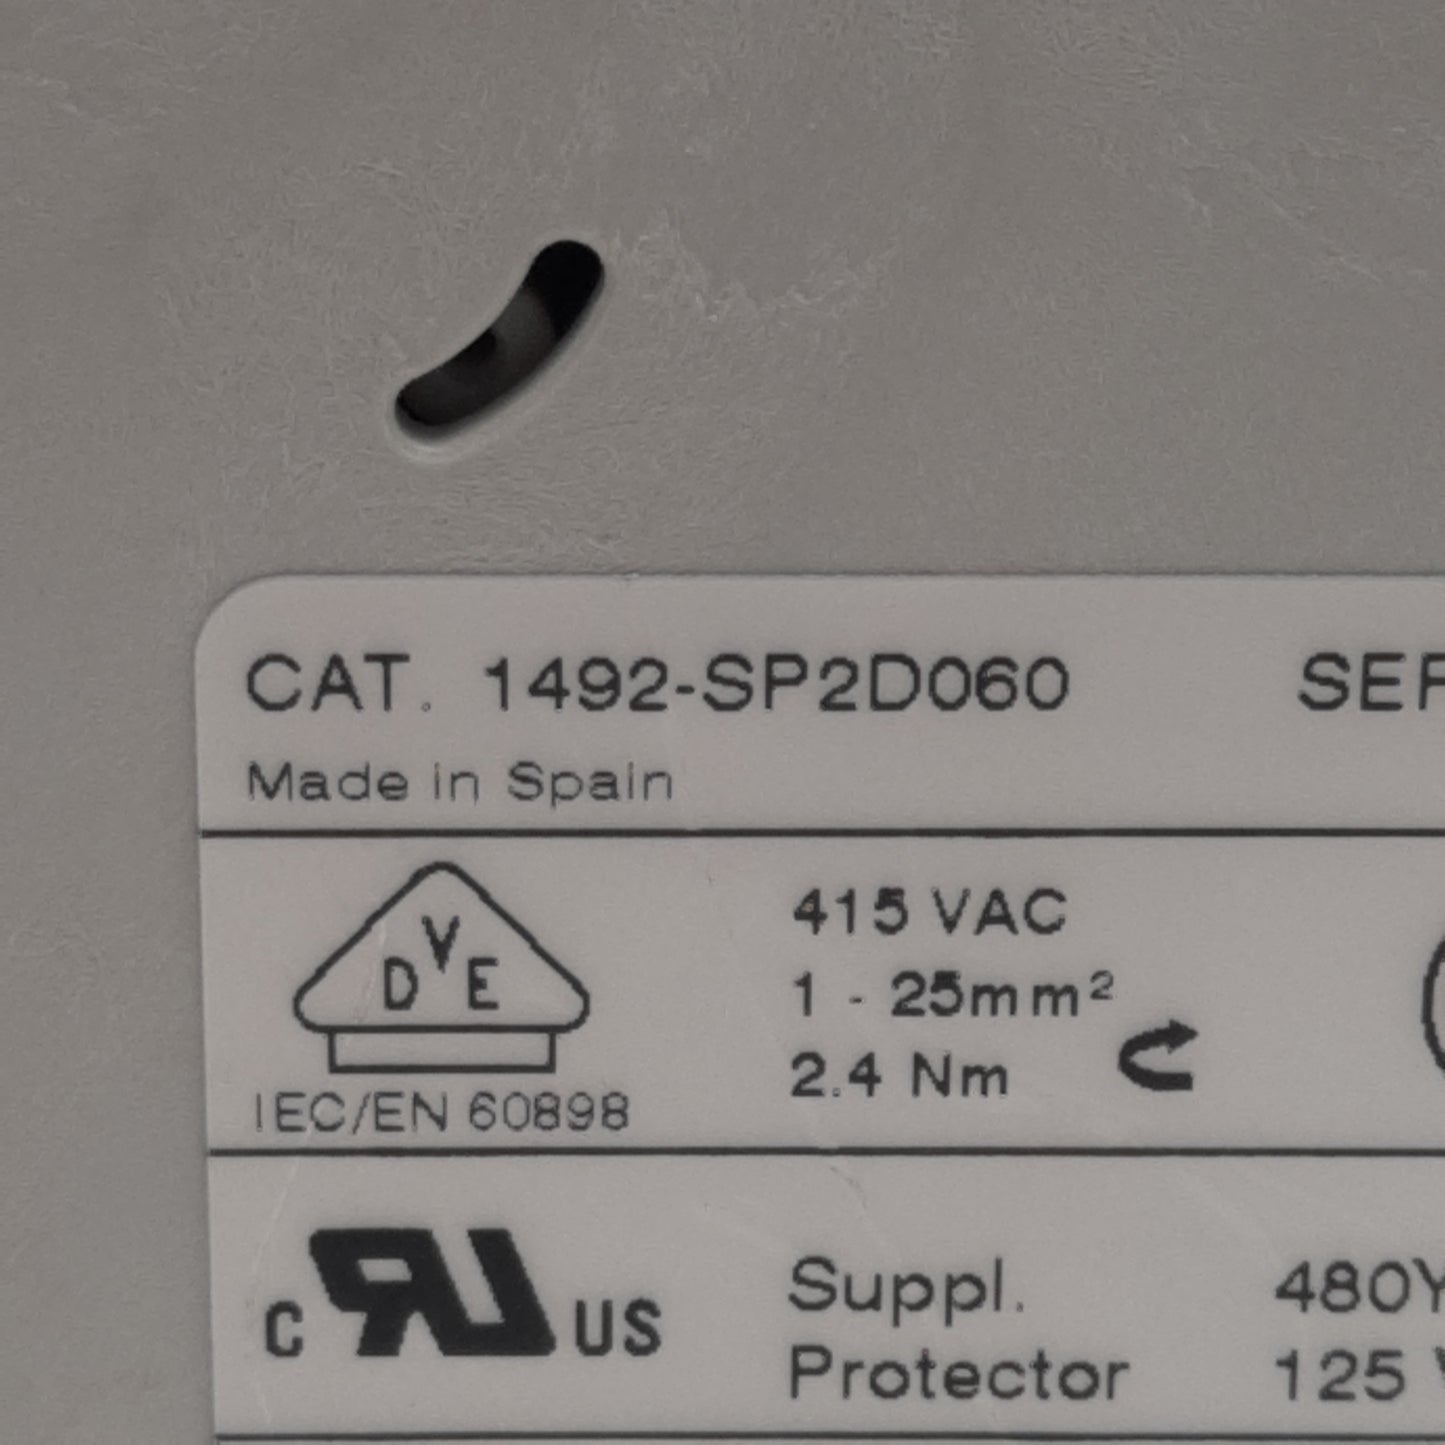 CAT. 1492-SP2D060
Made in Spain
D V E
415 VAC
1 - 25mm²
2.4 Nm
IEC/EN 60898
C RU US
Suppl.
Protector
480Y
125